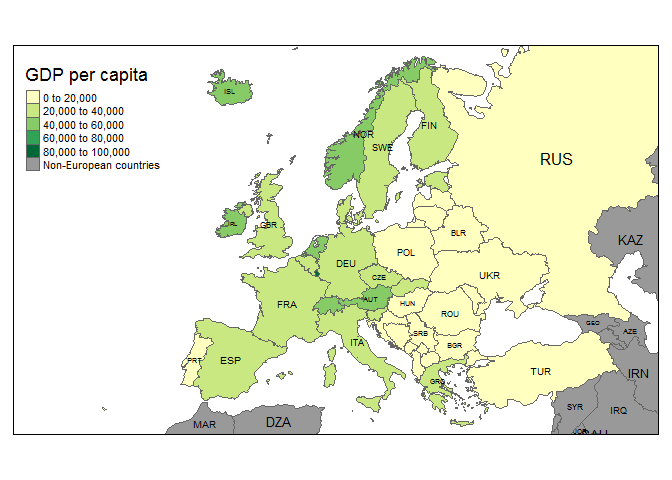 GDP per capita
0 to 20,000
20,000 to 40,000
40,000 to 60,000
60,000 to 80,000
80,000 to 100,000
Non-European countries
ISL
NOR
SWE
FIN
RUS
IRL
GBR
BLR
POL
KAZ
DEU
CZE
UKR
AUT
HUN
FRA
ROU
SRB
BGR
GEO
AZE
ITA
PRT
ESP
TUR
GRC
IRN
SYR
IRQ
MAR
DZA
JOR